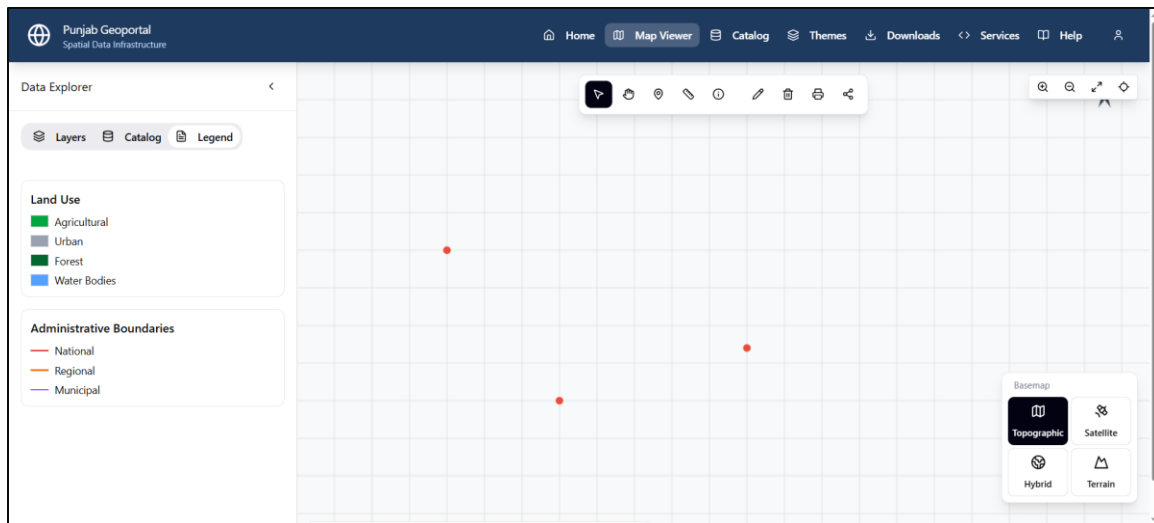 Punjab Geoportal
Spatial Data Infrastructure
Home Map Viewer Catalog Themes Downloads Services Help
Data Explorer
Layers Catalog Legend
Land Use
Agricultural
Urban
Forest
Water Bodies
Administrative Boundaries
National
Regional
Municipal
Basemap
Topographic Satellite
Hybrid Terrain